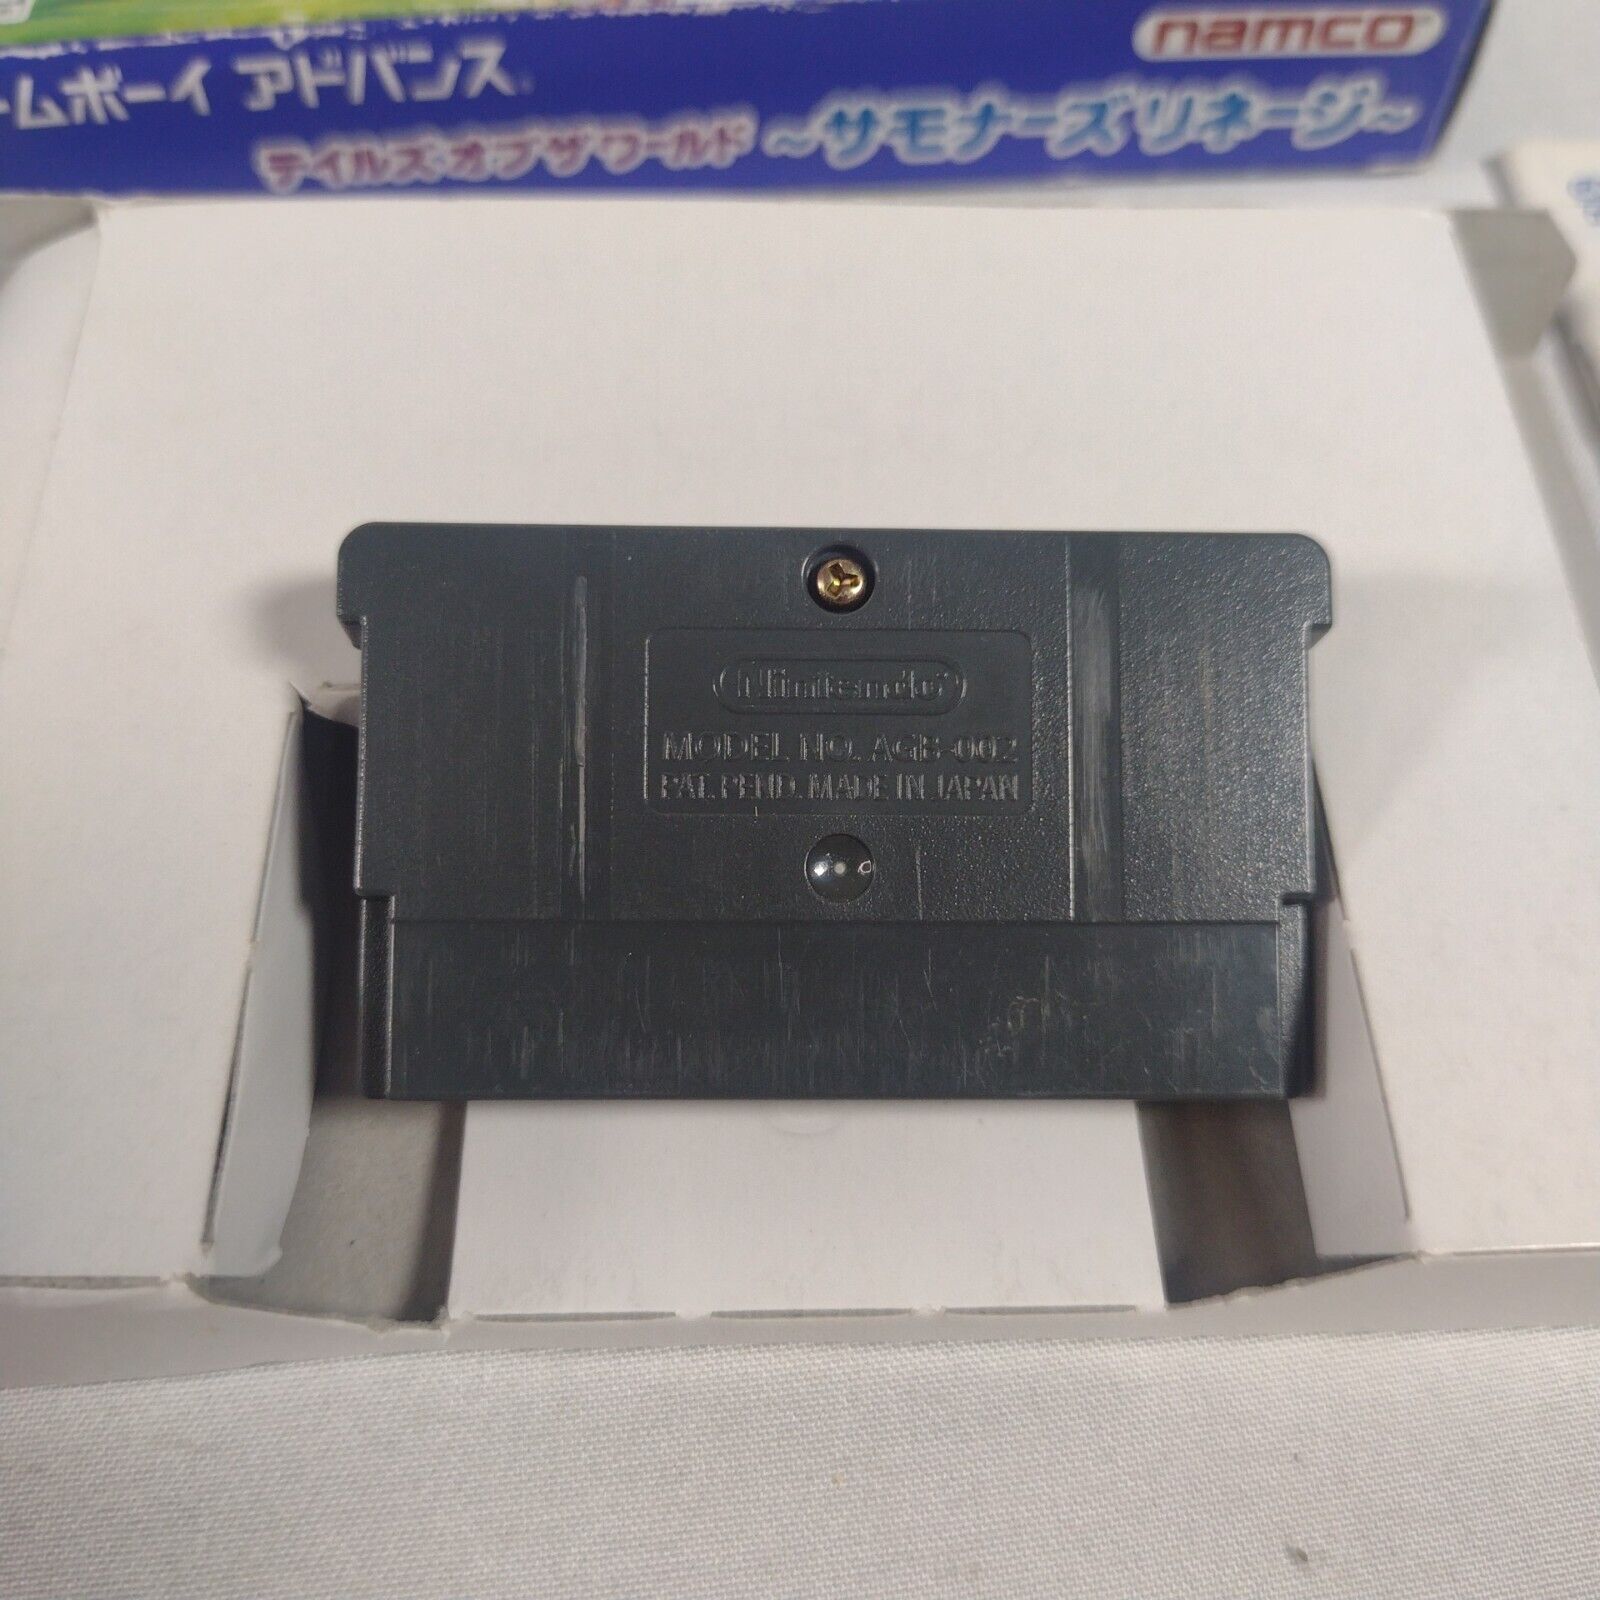 namco
ームボーイ アドバンス
テイルズ・オブ・ザ・ワールド ～サモナーズ リネージ～
Nintendo
MODEL NO. AGB-002
PAT. PEND. MADE IN JAPAN